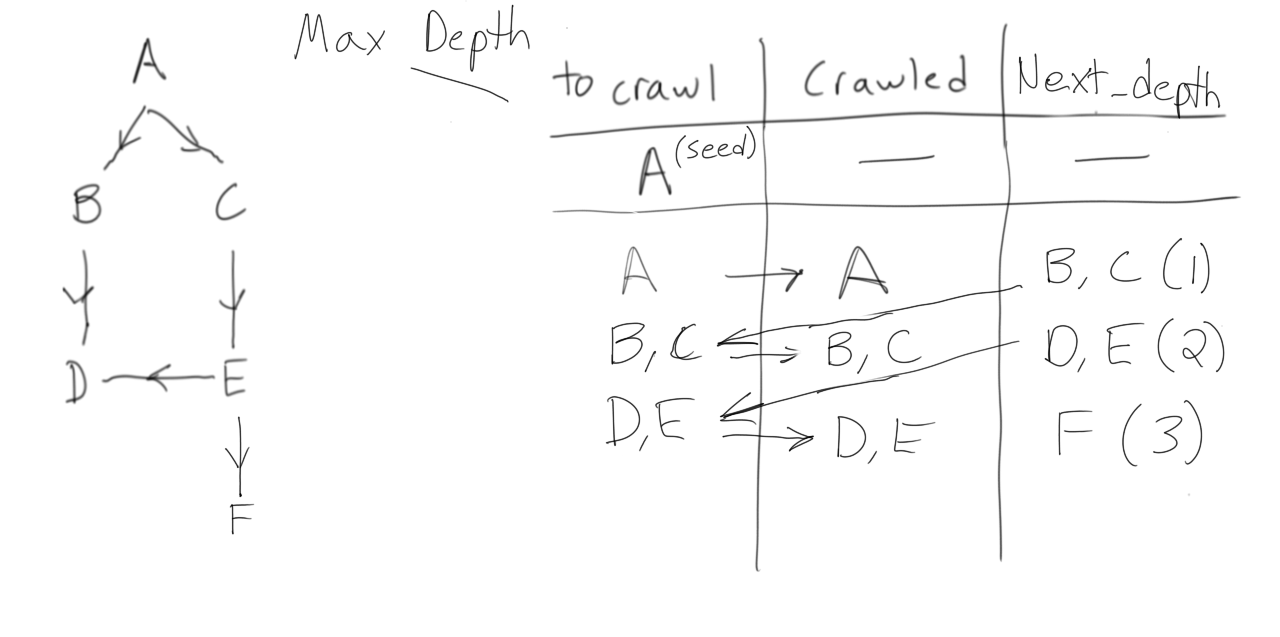 Max Depth
A
B C
D E
F
to crawl Crawled Next_depth
A (seed) — —
A A B, C (1)
B, C B, C D, E (2)
D, E D, E F (3)